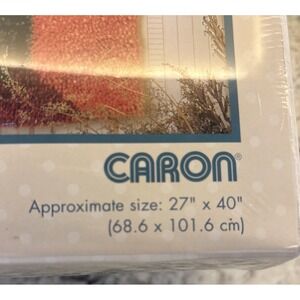 CARON®
Approximate size: 27" x 40"
(68.6 x 101.6 cm)